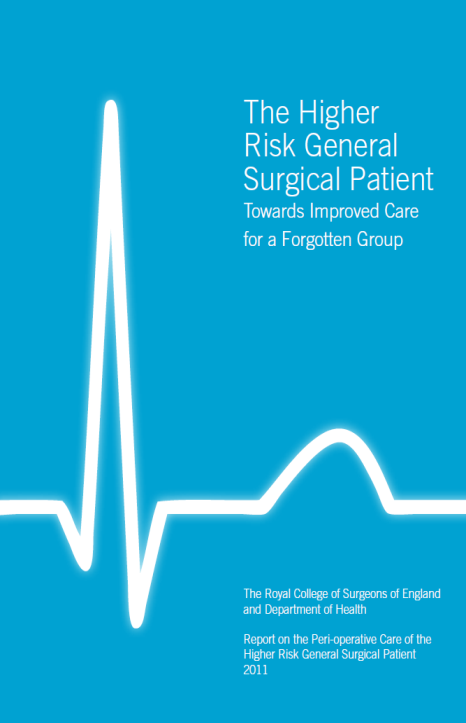 The Higher
Risk General
Surgical Patient
Towards Improved Care
for a Forgotten Group
The Royal College of Surgeons of England
and Department of Health
Report on the Peri-operative Care of the
Higher Risk General Surgical Patient
2011